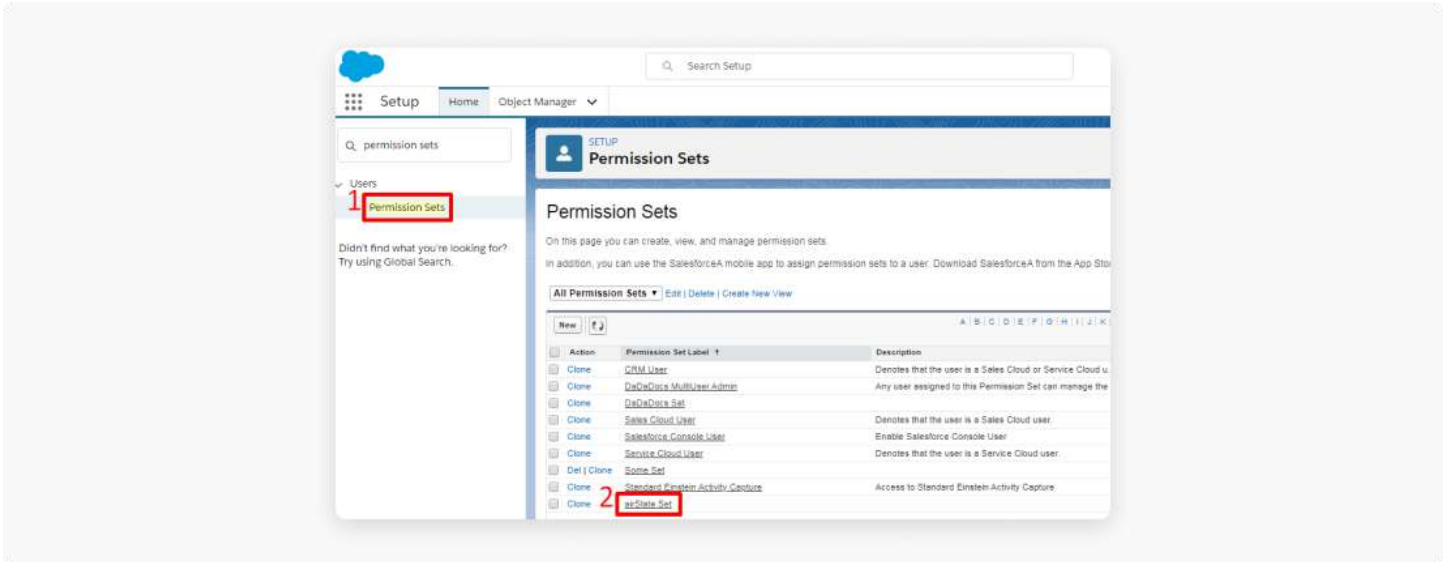 Search Setup
Setup Home Object Manager
permission sets
SETUP
Permission Sets
Users
1 Permission Sets
Didn't find what you're looking for?
Try using Global Search.
Permission Sets
On this page you can create, view, and manage permission sets.
In addition, you can use the SalesforceA mobile app to assign permission sets to a user. Download SalesforceA from the App Sto
All Permission Sets ▼ Edit | Delete | Create New View
New A | B | C | D | E | F | G | H | I | J | K |
Action Permission Set Label ↑ Description
Clone CRM User Denotes that the user is a Sales Cloud or Service Cloud u.
Clone DaDaDocs MultiUser Admin Any user assigned to this Permission Set can manage the
Clone DaDaDocs Set
Clone Sales Cloud User Denotes that the user is a Sales Cloud user.
Clone Salesforce Console User Enable Salesforce Console User
Clone Service Cloud User Denotes that the user is a Service Cloud user.
Del | Clone Some Set
Clone Standard Einstein Activity Capture Access to Standard Einstein Activity Capture
Clone 2 airSlate Set